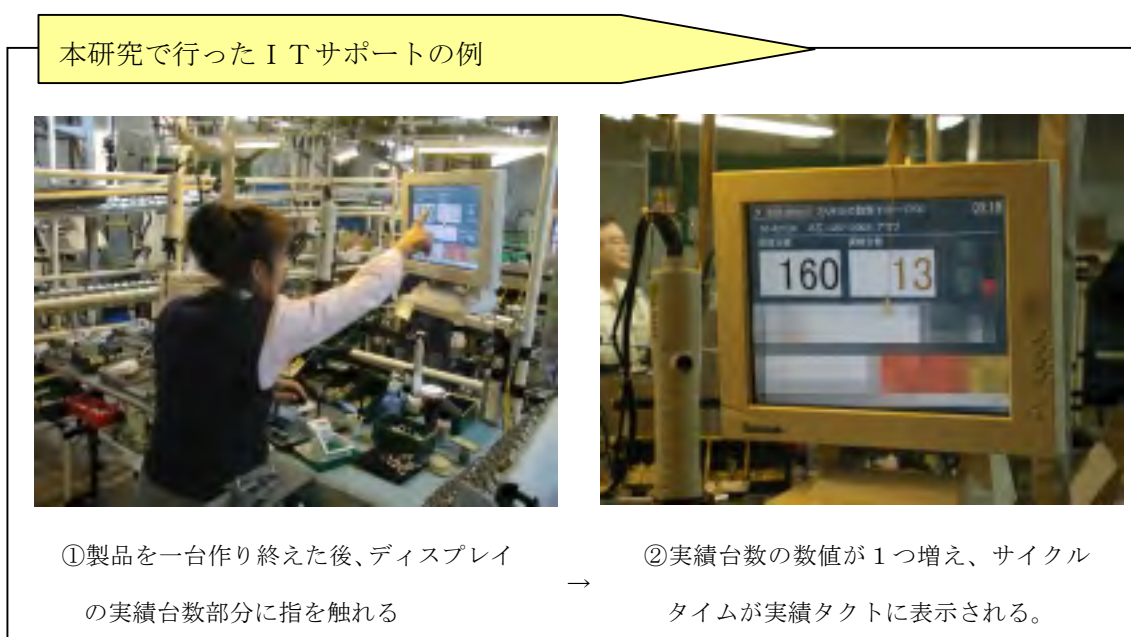 本研究で行ったＩＴサポートの例
160
13
①製品を一台作り終えた後、ディスプレイ
の実績台数部分に指を触れる
→
②実績台数の数値が１つ増え、サイクル
タイムが実績タクトに表示される。